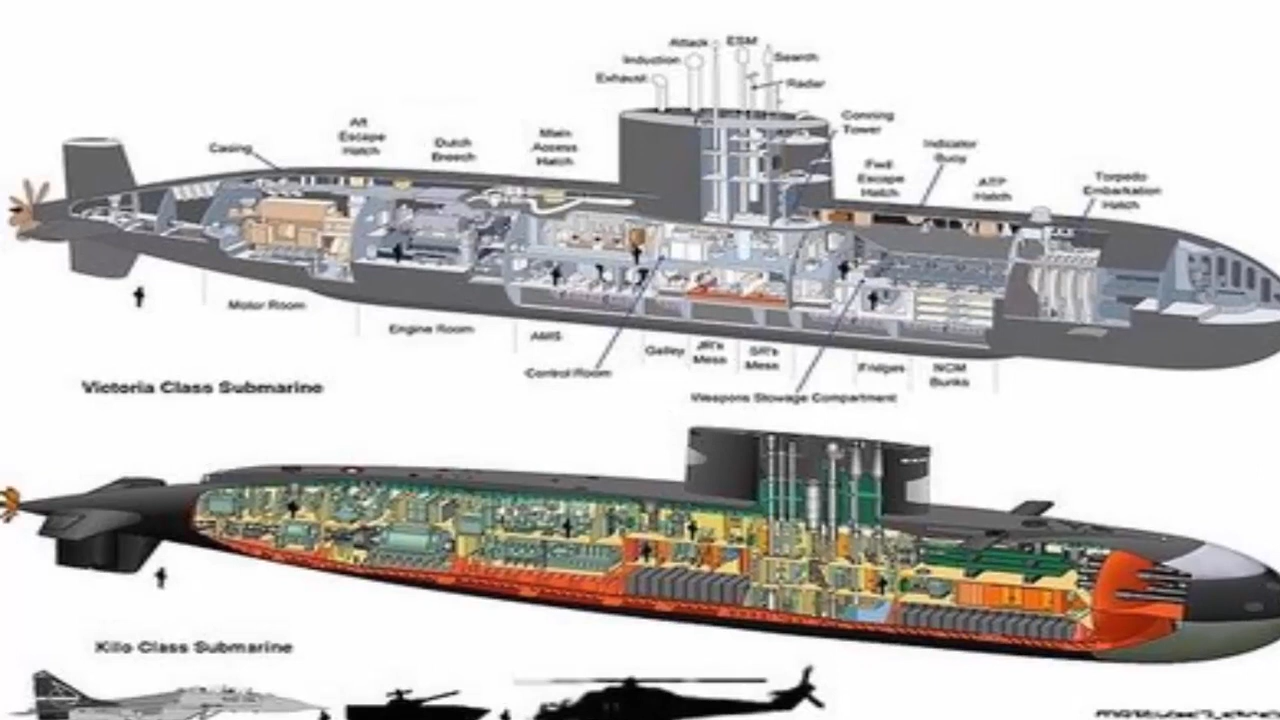 Attack
ESM
Induction
Search
Exhaust
Radar
Conning
Tower
Aft
Escape
Hatch
Casing
Dutch
Breech
Main
Access
Hatch
Indicator
Buoy
Fwd
Escape
Hatch
ATP
Hatch
Torpedo
Embarkation
Hatch
Motor Room
Engine Room
AMS
Control Room
Galley
JR's
Mess
SR's
Mess
Fridges
NCM
Bunks
Weapons Stowage Compartment
Victoria Class Submarine
Kilo Class Submarine